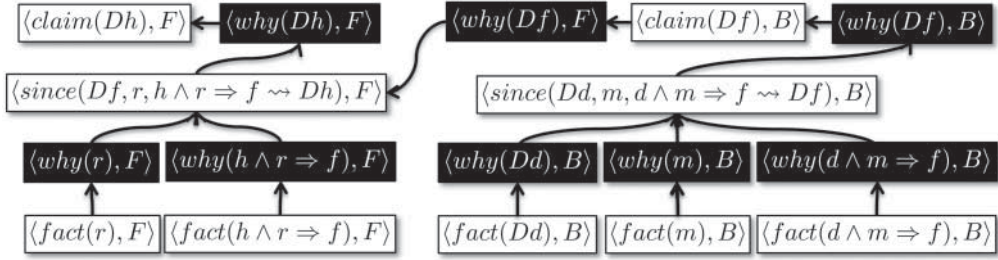 ⟨claim(Dh), F⟩ ⟨why(Dh), F⟩ ⟨why(Df), F⟩ ⟨claim(Df), B⟩ ⟨why(Df), B⟩
⟨since(Df, r, h ∧ r ⇒ f ⇝ Dh), F⟩ ⟨since(Dd, m, d ∧ m ⇒ f ⇝ Df), B⟩
⟨why(r), F⟩ ⟨why(h ∧ r ⇒ f), F⟩ ⟨why(Dd), B⟩ ⟨why(m), B⟩ ⟨why(d ∧ m ⇒ f), B⟩
⟨fact(r), F⟩ ⟨fact(h ∧ r ⇒ f), F⟩ ⟨fact(Dd), B⟩ ⟨fact(m), B⟩ ⟨fact(d ∧ m ⇒ f), B⟩